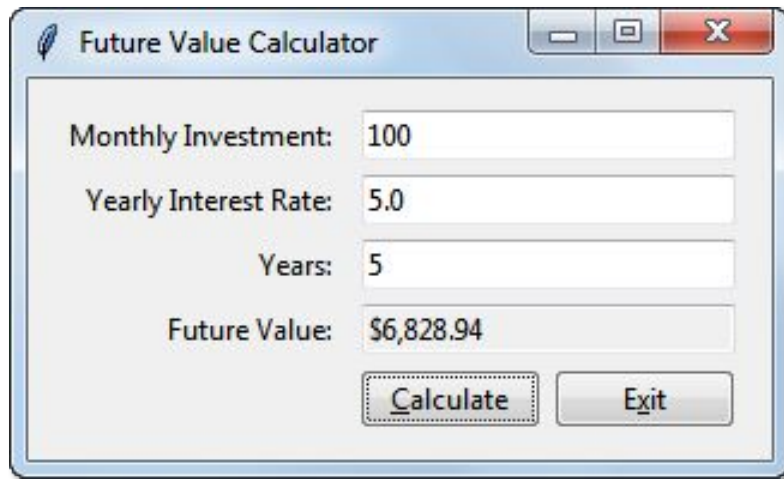 Future Value Calculator
Monthly Investment: 100
Yearly Interest Rate: 5.0
Years: 5
Future Value: $6,828.94
Calculate Exit